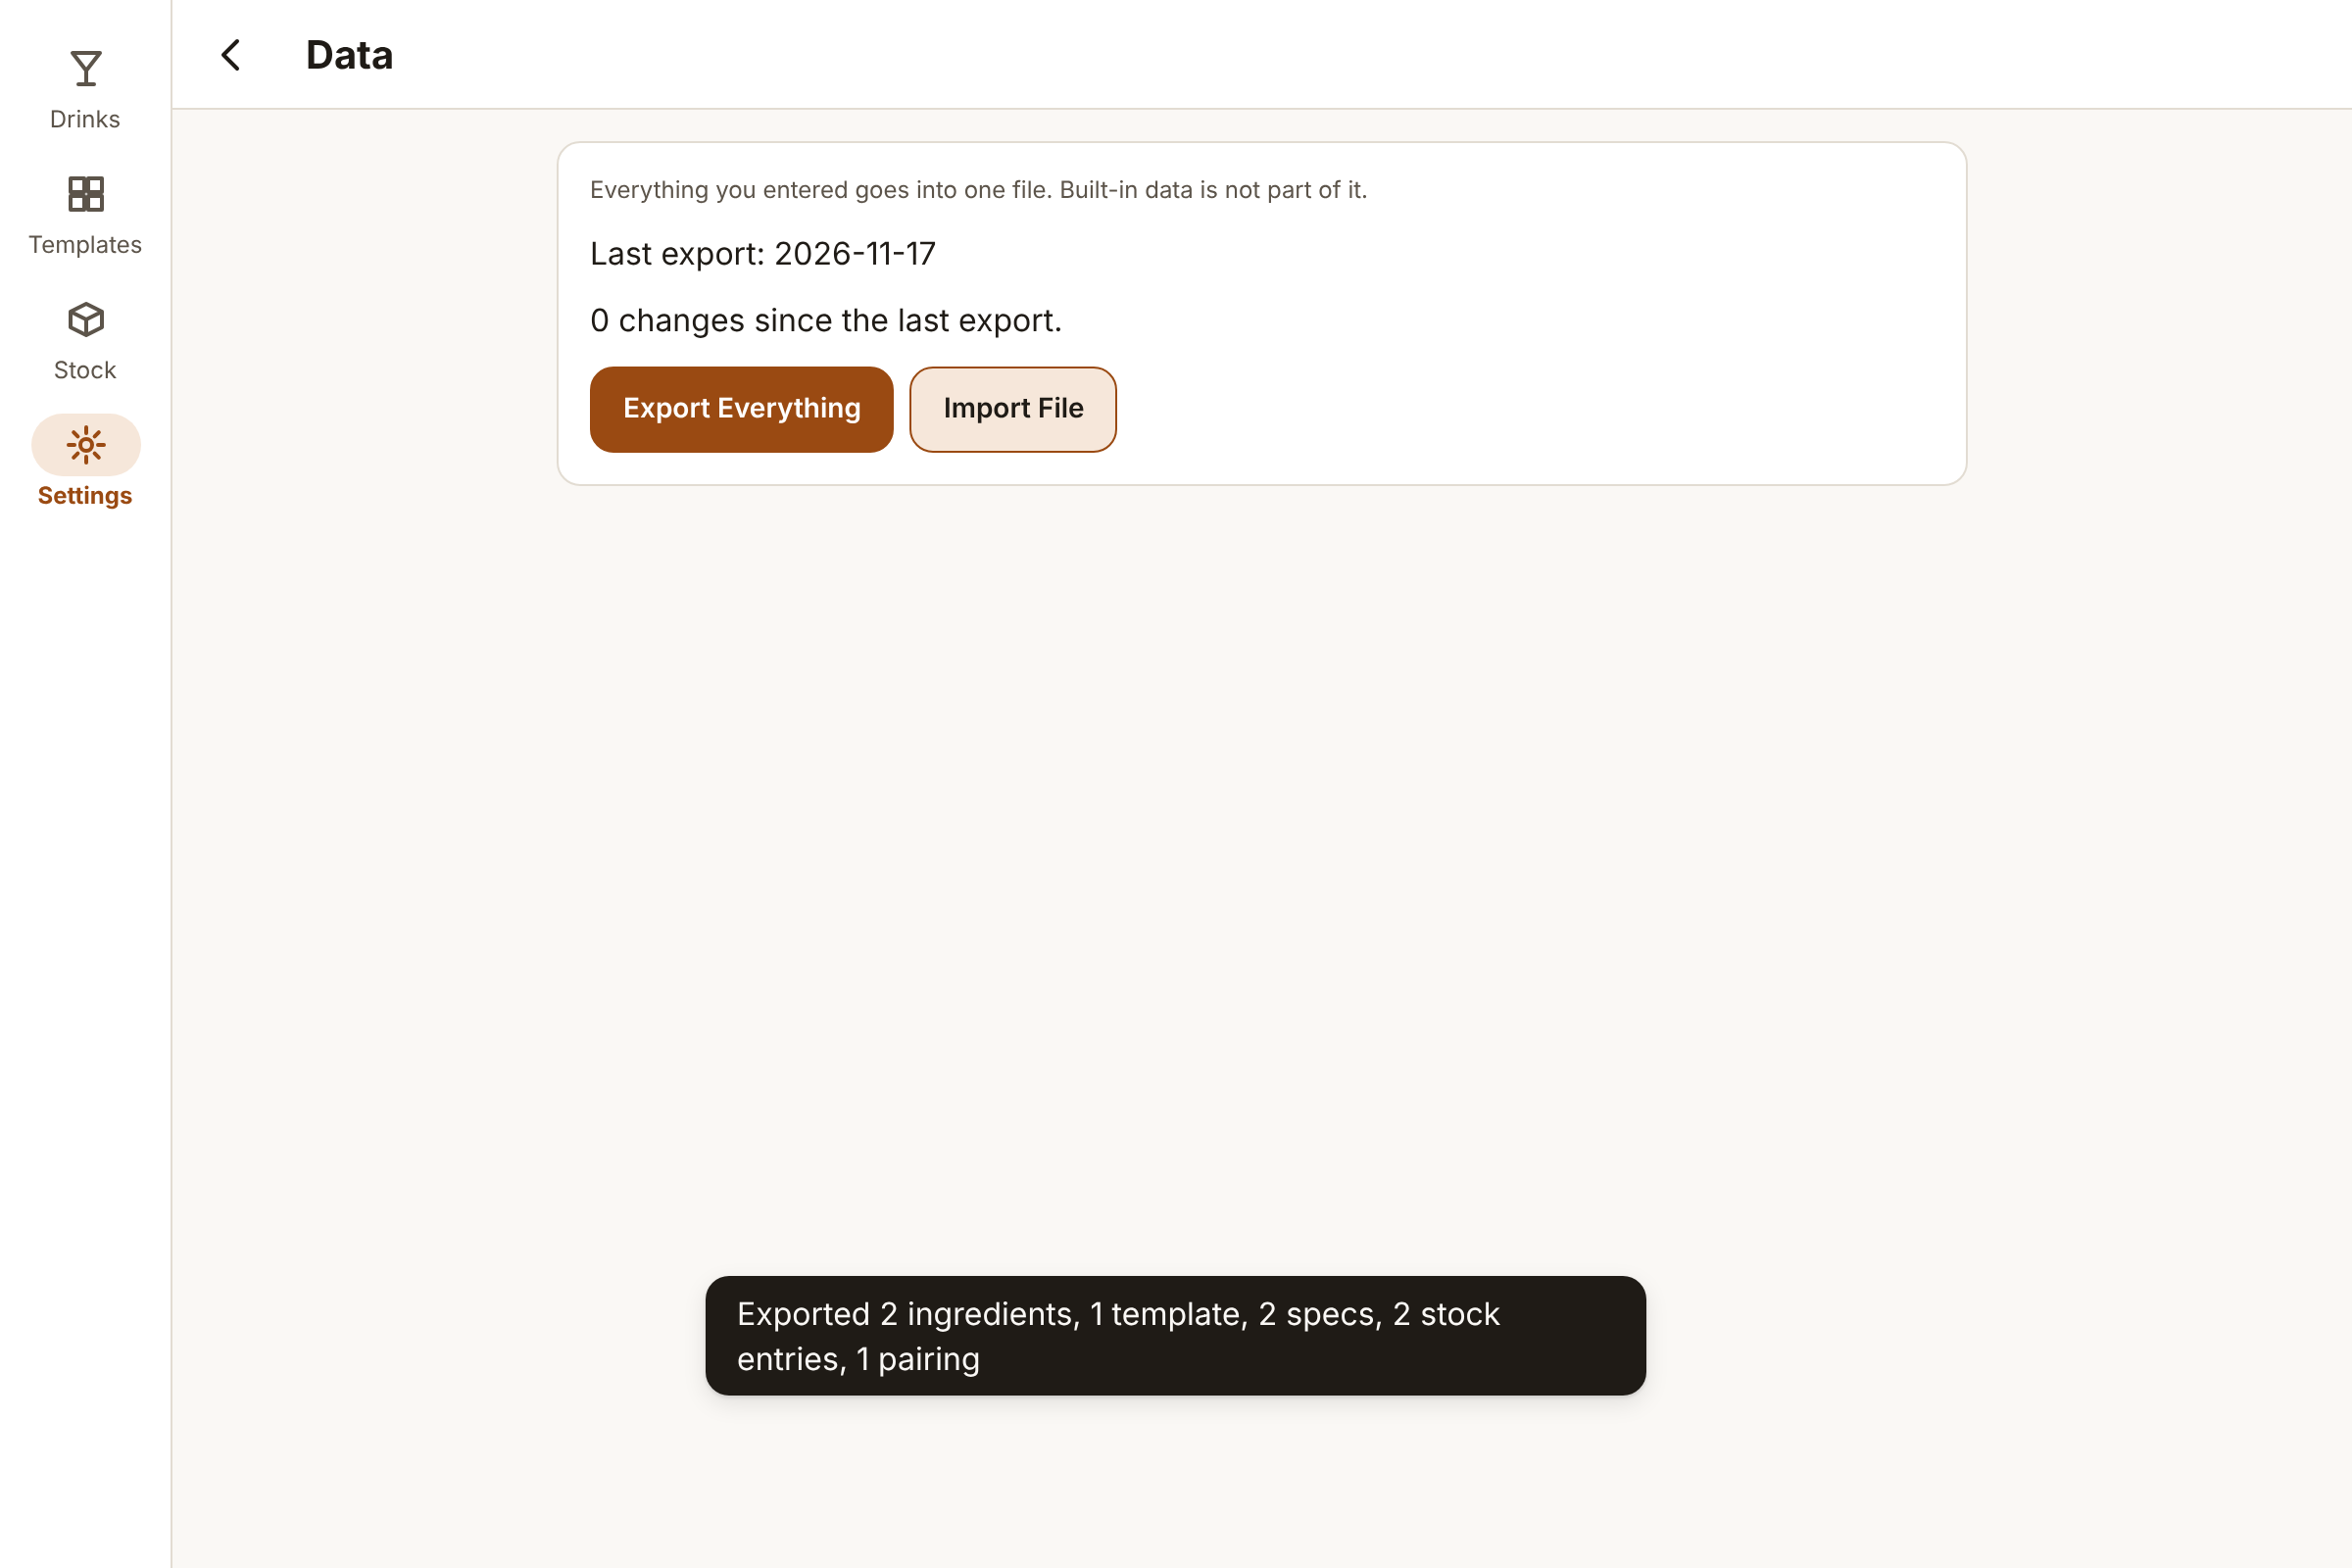 Drinks
Templates
Stock
Settings
Data
Everything you entered goes into one file. Built-in data is not part of it.
Last export: 2026-11-17
0 changes since the last export.
Export Everything
Import File
Exported 2 ingredients, 1 template, 2 specs, 2 stock
entries, 1 pairing